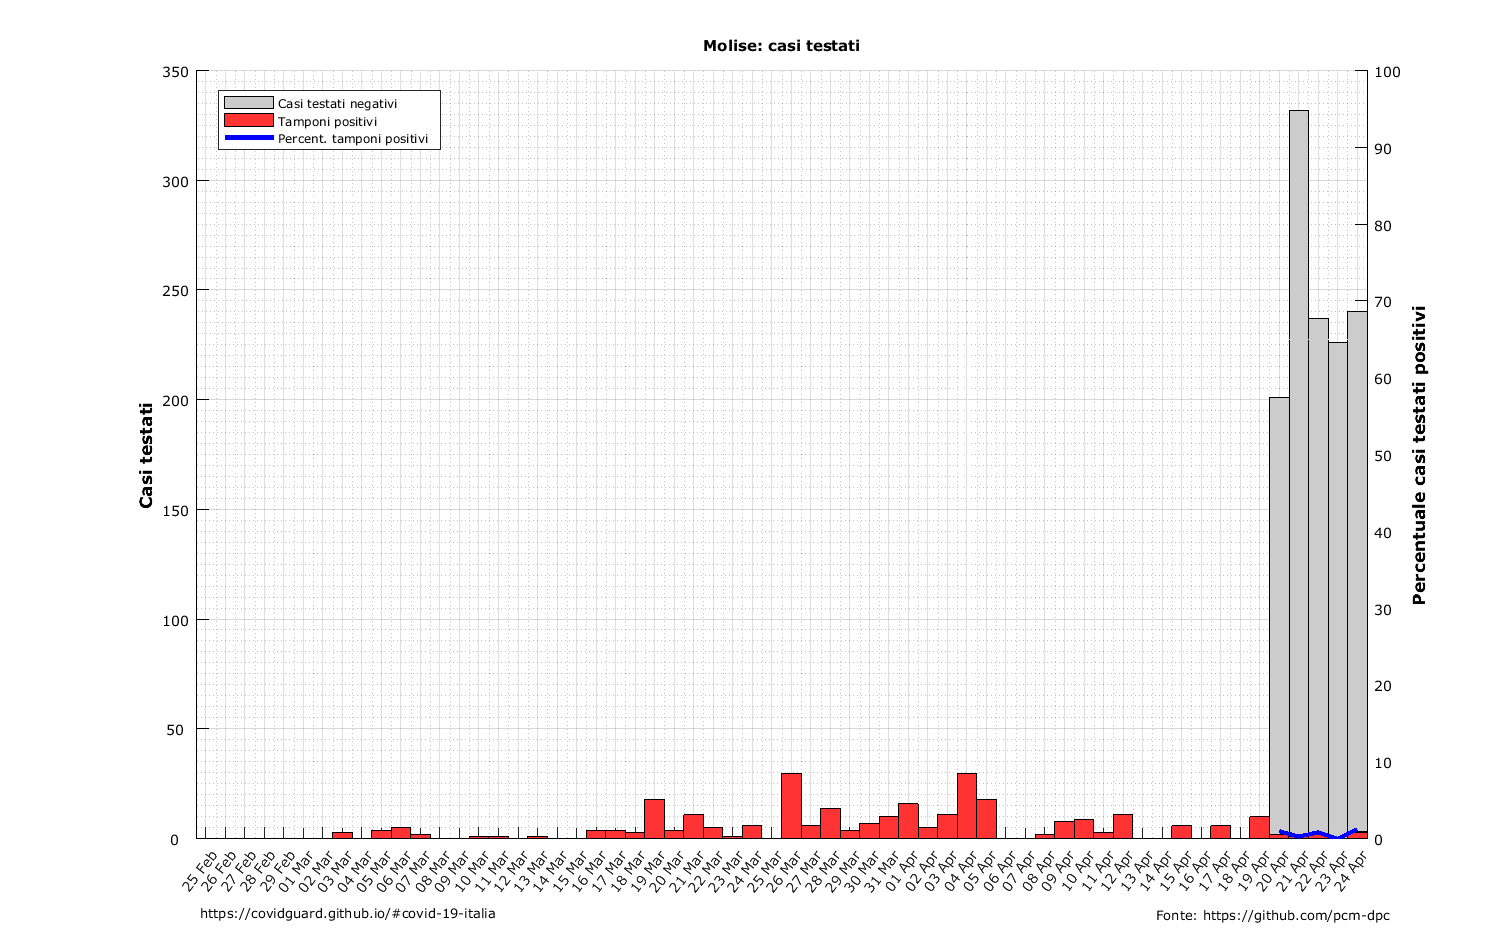 Molise: casi testati
350
300
250
200
150
100
50
0
Casi testati
Casi testati negativi
Tamponi positivi
Percent. tamponi positivi
100
90
80
70
60
50
40
30
20
10
0
Percentuale casi testati positivi
25 Feb
26 Feb
27 Feb
28 Feb
29 Feb
01 Mar
02 Mar
03 Mar
04 Mar
05 Mar
06 Mar
07 Mar
08 Mar
09 Mar
10 Mar
11 Mar
12 Mar
13 Mar
14 Mar
15 Mar
16 Mar
17 Mar
18 Mar
19 Mar
20 Mar
21 Mar
22 Mar
23 Mar
24 Mar
25 Mar
26 Mar
27 Mar
28 Mar
29 Mar
30 Mar
31 Mar
01 Apr
02 Apr
03 Apr
04 Apr
05 Apr
06 Apr
07 Apr
08 Apr
09 Apr
10 Apr
11 Apr
12 Apr
13 Apr
14 Apr
15 Apr
16 Apr
17 Apr
18 Apr
19 Apr
20 Apr
21 Apr
22 Apr
23 Apr
24 Apr
https://covidguard.github.io/#covid-19-italia
Fonte: https://github.com/pcm-dpc